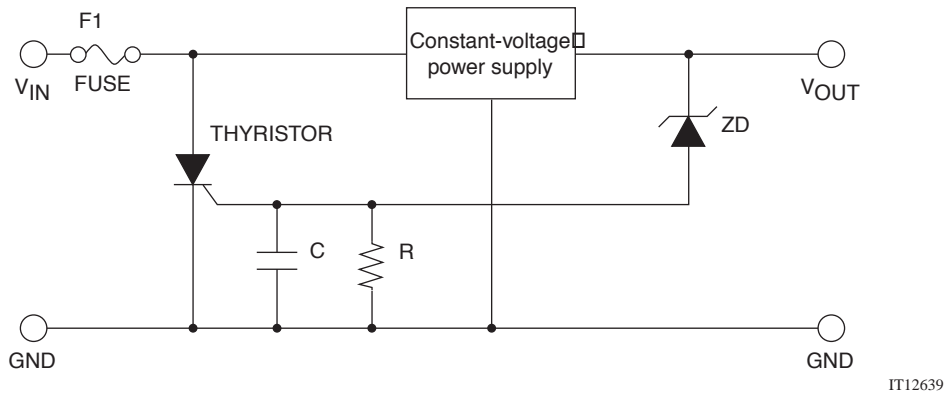 F1
Constant-voltage
power supply
VIN
FUSE
VOUT
THYRISTOR
ZD
C
R
GND
GND
IT12639